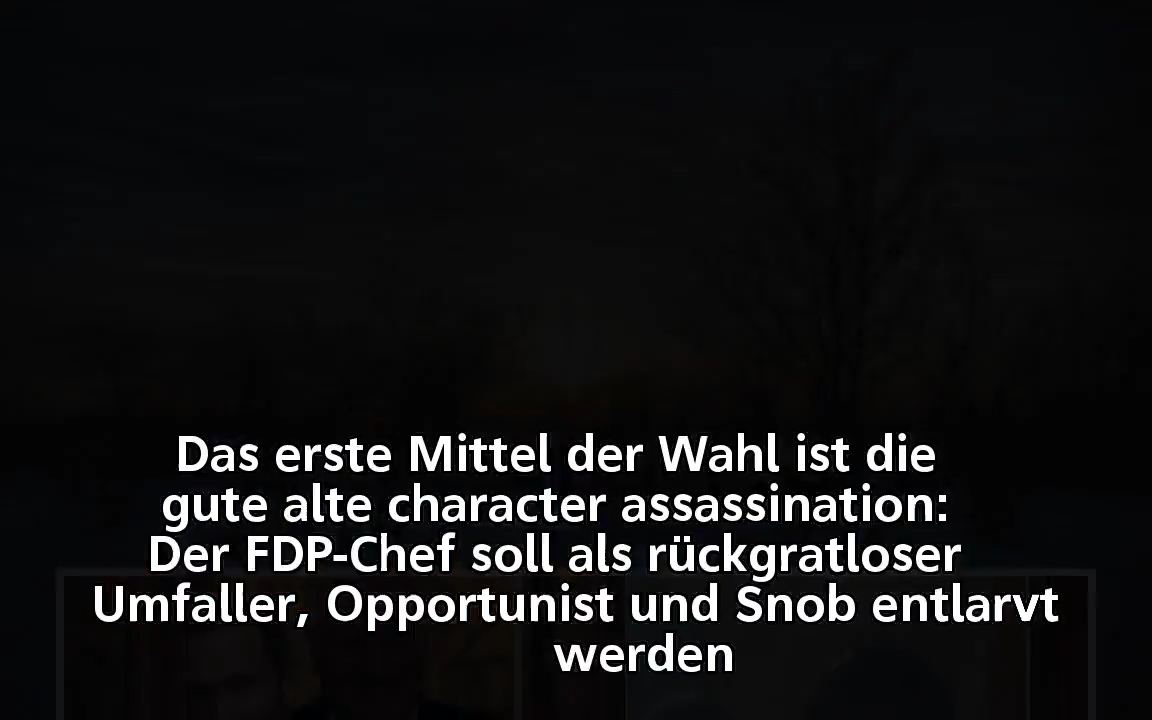 Das erste Mittel der Wahl ist die
gute alte character assassination:
Der FDP-Chef soll als rückgratloser
Umfaller, Opportunist und Snob entlarvt
werden